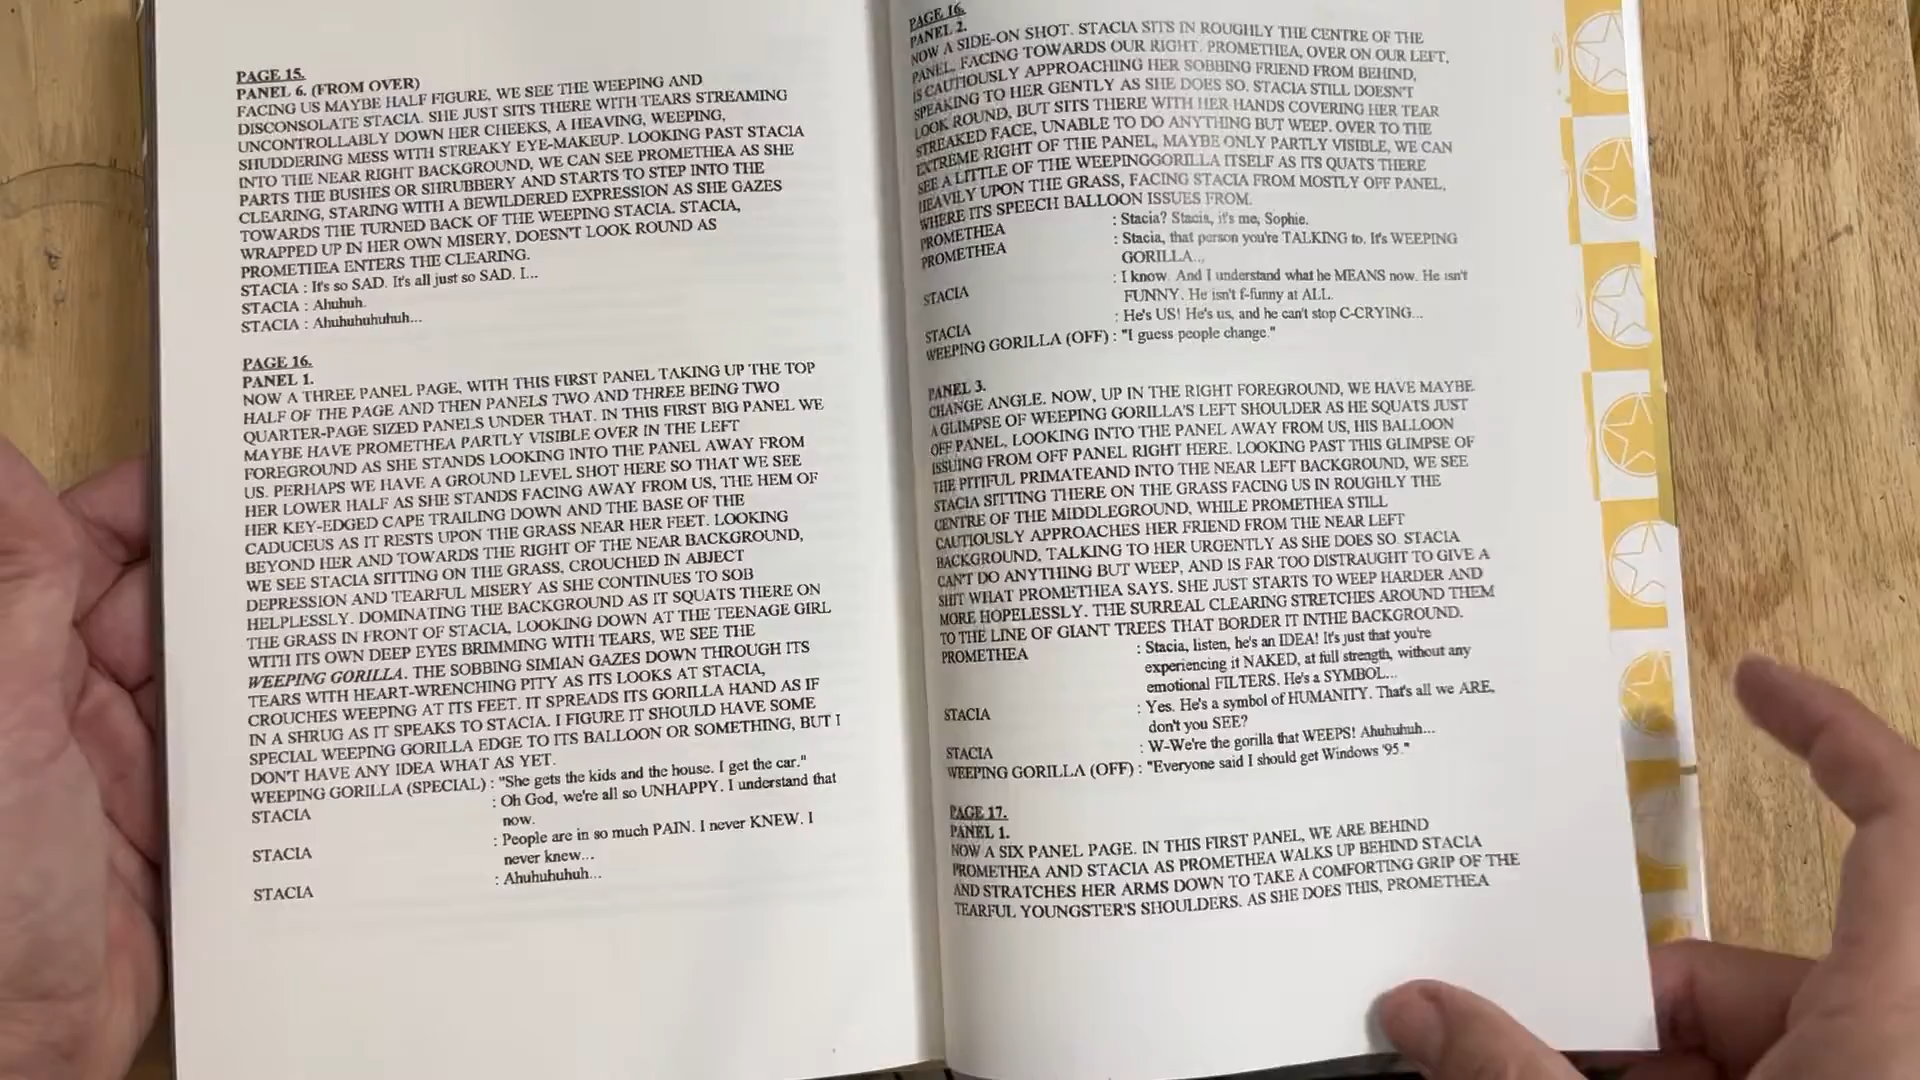 PAGE 15.
PANEL 6. (FROM OVER)
FACING US MAYBE HALF FIGURE, WE SEE THE WEEPING AND
DISCONSOLATE STACIA. SHE JUST SITS THERE WITH TEARS STREAMING
UNCONTROLLABLY DOWN HER CHEEKS, A HEAVING, WEEPING,
SHUDDERING MESS WITH STREAKY EYE-MAKEUP. LOOKING PAST STACIA
INTO THE NEAR RIGHT BACKGROUND, WE CAN SEE PROMETHEA AS SHE
PARTS THE BUSHES OR SHRUBBERY AND STARTS TO STEP INTO THE
CLEARING, STARING WITH A BEWILDERED EXPRESSION AS SHE GAZES
TOWARDS THE TURNED BACK OF THE WEEPING STACIA. STACIA,
WRAPPED UP IN HER OWN MISERY, DOESN'T LOOK ROUND AS
PROMETHEA ENTERS THE CLEARING.
STACIA : It's so SAD. It's all just so SAD. I...
STACIA : Ahuhuh.
STACIA : Ahuhuhuhuhuh...
PAGE 16.
PANEL 1.
NOW A THREE PANEL PAGE, WITH THIS FIRST PANEL TAKING UP THE TOP
HALF OF THE PAGE AND THEN PANELS TWO AND THREE BEING TWO
QUARTER-PAGE SIZED PANELS UNDER THAT. IN THIS FIRST BIG PANEL WE
MAYBE HAVE PROMETHEA PARTLY VISIBLE OVER IN THE LEFT
FOREGROUND AS SHE STANDS LOOKING INTO THE PANEL AWAY FROM
US. PERHAPS WE HAVE A GROUND LEVEL SHOT HERE SO THAT WE SEE
HER LOWER HALF AS SHE STANDS FACING AWAY FROM US, THE HEM OF
HER KEY-EDGED CAPE TRAILING DOWN AND THE BASE OF THE
CADUCEUS AS IT RESTS UPON THE GRASS NEAR HER FEET. LOOKING
BEYOND HER AND TOWARDS THE RIGHT OF THE NEAR BACKGROUND,
WE SEE STACIA SITTING ON THE GRASS, CROUCHED IN ABJECT
DEPRESSION AND TEARFUL MISERY AS SHE CONTINUES TO SOB
HELPLESSLY. DOMINATING THE BACKGROUND AS IT SQUATS THERE ON
THE GRASS IN FRONT OF STACIA, LOOKING DOWN AT THE TEENAGE GIRL
WITH ITS OWN DEEP EYES BRIMMING WITH TEARS, WE SEE THE
WEEPING GORILLA. THE SOBBING SIMIAN GAZES DOWN THROUGH ITS
TEARS WITH HEART-WRENCHING PITY AS ITS LOOKS AT STACIA,
CROUCHES WEEPING AT ITS FEET. IT SPREADS ITS GORILLA HAND AS IF
IN A SHRUG AS IT SPEAKS TO STACIA. I FIGURE IT SHOULD HAVE SOME
SPECIAL WEEPING GORILLA EDGE TO ITS BALLOON OR SOMETHING, BUT I
DON'T HAVE ANY IDEA WHAT AS YET.
WEEPING GORILLA (SPECIAL) : "She gets the kids and the house. I get the car."
STACIA : Oh God, we're all so UNHAPPY. I understand that
now.
STACIA : People are in so much PAIN. I never KNEW. I
never knew...
STACIA : Ahuhuhuhuh...
PAGE 16.
PANEL 2.
NOW A SIDE-ON SHOT. STACIA SITS IN ROUGHLY THE CENTRE OF THE
PANEL, FACING TOWARDS OUR RIGHT. PROMETHEA, OVER ON OUR LEFT,
IS CAUTIOUSLY APPROACHING HER SOBBING FRIEND FROM BEHIND,
SPEAKING TO HER GENTLY AS SHE DOES SO. STACIA STILL DOESN'T
LOOK ROUND, BUT SITS THERE WITH HER HANDS COVERING HER TEAR
STREAKED FACE, UNABLE TO DO ANYTHING BUT WEEP. OVER TO THE
EXTREME RIGHT OF THE PANEL, MAYBE ONLY PARTLY VISIBLE, WE CAN
SEE A LITTLE OF THE WEEPINGGORILLA ITSELF AS ITS QUATS THERE
HEAVILY UPON THE GRASS, FACING STACIA FROM MOSTLY OFF PANEL,
WHERE ITS SPEECH BALLOON ISSUES FROM.
PROMETHEA : Stacia? Stacia, it's me, Sophie.
PROMETHEA : Stacia, that person you're TALKING to. It's WEEPING
GORILLA...
STACIA : I know. And I understand what he MEANS now. He isn't
FUNNY. He isn't f-funny at ALL.
STACIA : He's US! He's us, and he can't stop C-CRYING...
WEEPING GORILLA (OFF) : "I guess people change."
PANEL 3.
CHANGE ANGLE. NOW, UP IN THE RIGHT FOREGROUND, WE HAVE MAYBE
A GLIMPSE OF WEEPING GORILLA'S LEFT SHOULDER AS HE SQUATS JUST
OFF PANEL, LOOKING INTO THE PANEL AWAY FROM US, HIS BALLOON
ISSUING FROM OFF PANEL RIGHT HERE. LOOKING PAST THIS GLIMPSE OF
THE PITIFUL PRIMATEAND INTO THE NEAR LEFT BACKGROUND, WE SEE
STACIA SITTING THERE ON THE GRASS FACING US IN ROUGHLY THE
CENTRE OF THE MIDDLEGROUND, WHILE PROMETHEA STILL
CAUTIOUSLY APPROACHES HER FRIEND FROM THE NEAR LEFT
BACKGROUND, TALKING TO HER URGENTLY AS SHE DOES SO. STACIA
CAN'T DO ANYTHING BUT WEEP, AND IS FAR TOO DISTRAUGHT TO GIVE A
SHIT WHAT PROMETHEA SAYS. SHE JUST STARTS TO WEEP HARDER AND
MORE HOPELESSLY. THE SURREAL CLEARING STRETCHES AROUND THEM
TO THE LINE OF GIANT TREES THAT BORDER IT INTHE BACKGROUND.
PROMETHEA : Stacia, listen, he's an IDEA! It's just that you're
experiencing it NAKED, at full strength, without any
emotional FILTERS. He's a SYMBOL...
STACIA : Yes. He's a symbol of HUMANITY. That's all we ARE,
don't you SEE?
STACIA : W-We're the gorilla that WEEPS! Ahuhuhuh...
WEEPING GORILLA (OFF) : "Everyone said I should get Windows '95."
PAGE 17.
PANEL 1.
NOW A SIX PANEL PAGE. IN THIS FIRST PANEL, WE ARE BEHIND
PROMETHEA AND STACIA AS PROMETHEA WALKS UP BEHIND STACIA
AND STRATCHES HER ARMS DOWN TO TAKE A COMFORTING GRIP OF THE
TEARFUL YOUNGSTER'S SHOULDERS. AS SHE DOES THIS, PROMETHEA